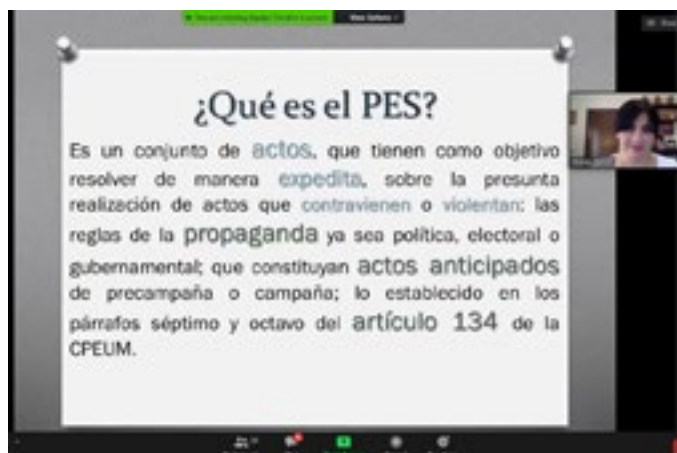 ¿Qué es el PES?
Es un conjunto de actos, que tienen como objetivo
resolver de manera expedita, sobre la presunta
realización de actos que contravienen o violentan: las
reglas de la propaganda ya sea política, electoral o
gubernamental; que constituyan actos anticipados
de precampaña o campaña; lo establecido en los
párrafos séptimo y octavo del artículo 134 de la
CPEUM.